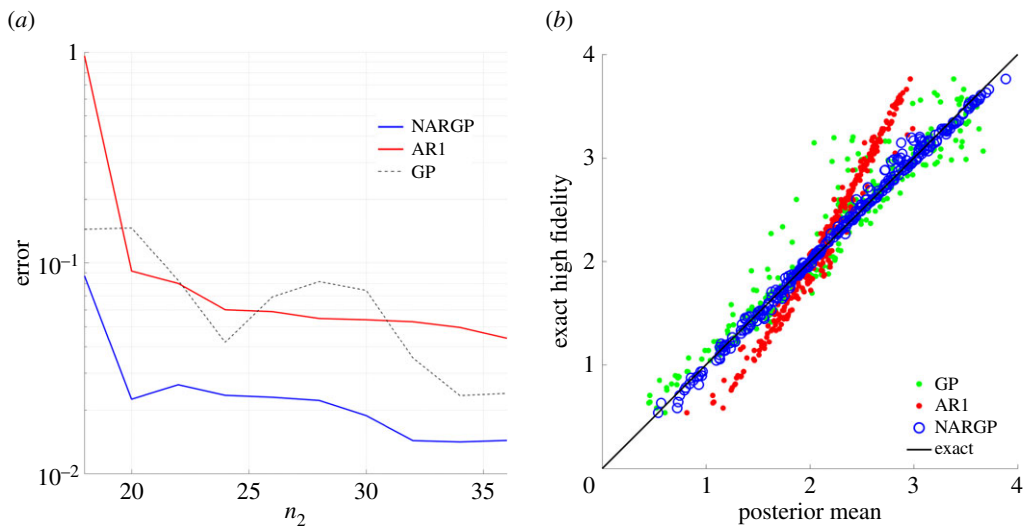 (a)
1
10⁻¹
10⁻²
error
20
25
30
35
n₂
NARGP
AR1
GP
(b)
4
3
2
1
0
1
2
3
4
exact high fidelity
posterior mean
GP
AR1
NARGP
exact